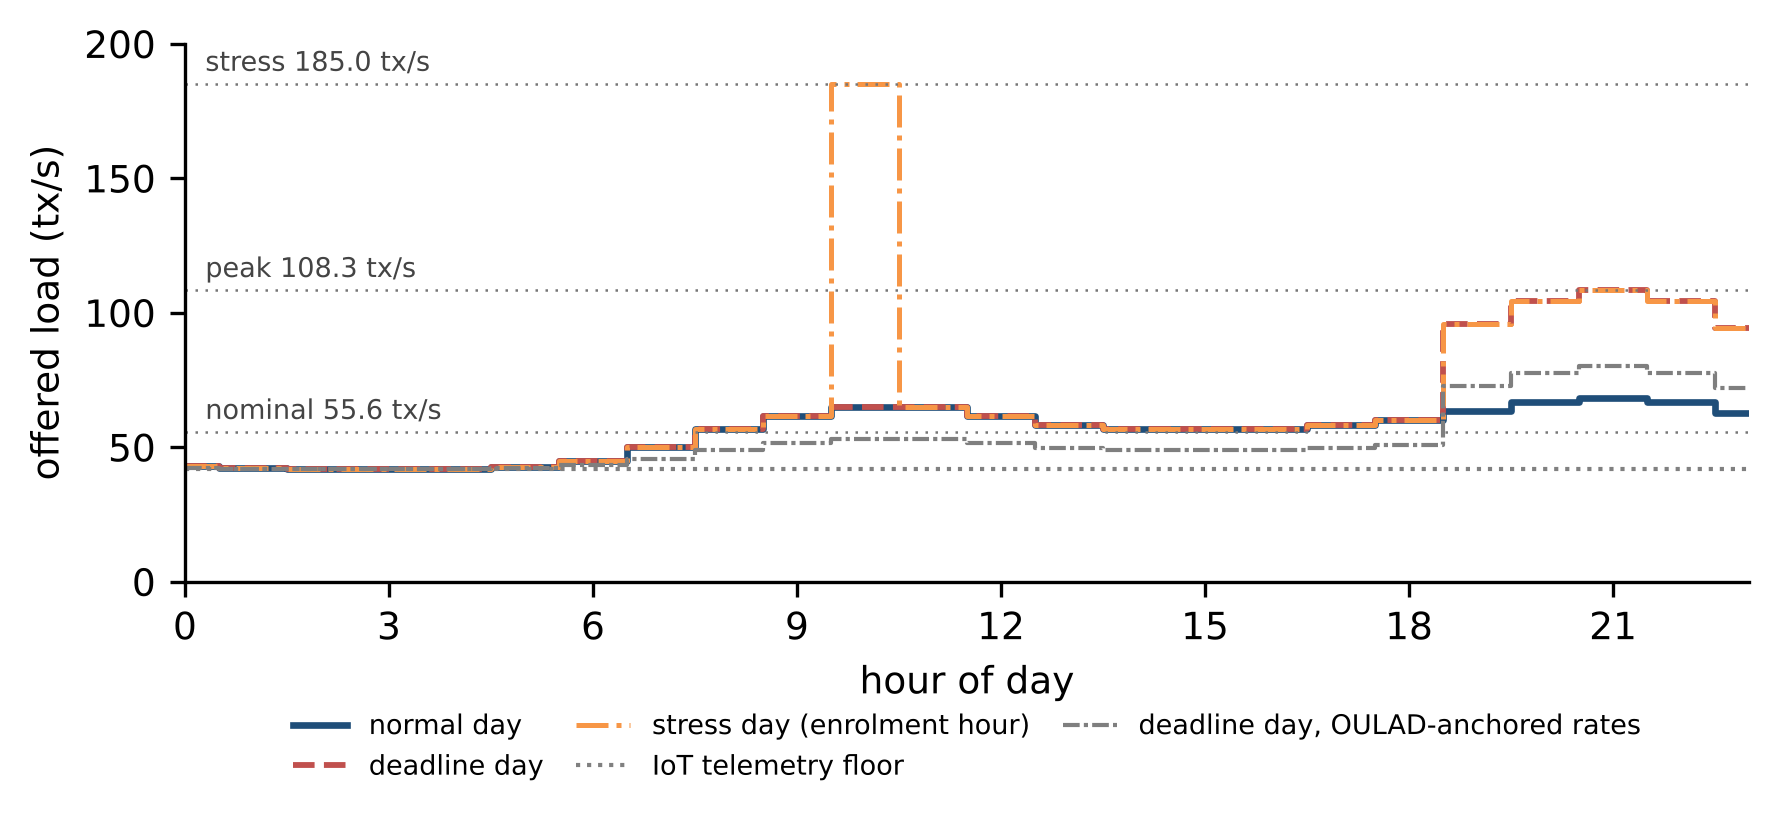 200
150
100
50
0
offered load (tx/s)
stress 185.0 tx/s
peak 108.3 tx/s
nominal 55.6 tx/s
0 3 6 9 12 15 18 21
hour of day
normal day
deadline day
stress day (enrolment hour)
IoT telemetry floor
deadline day, OULAD-anchored rates